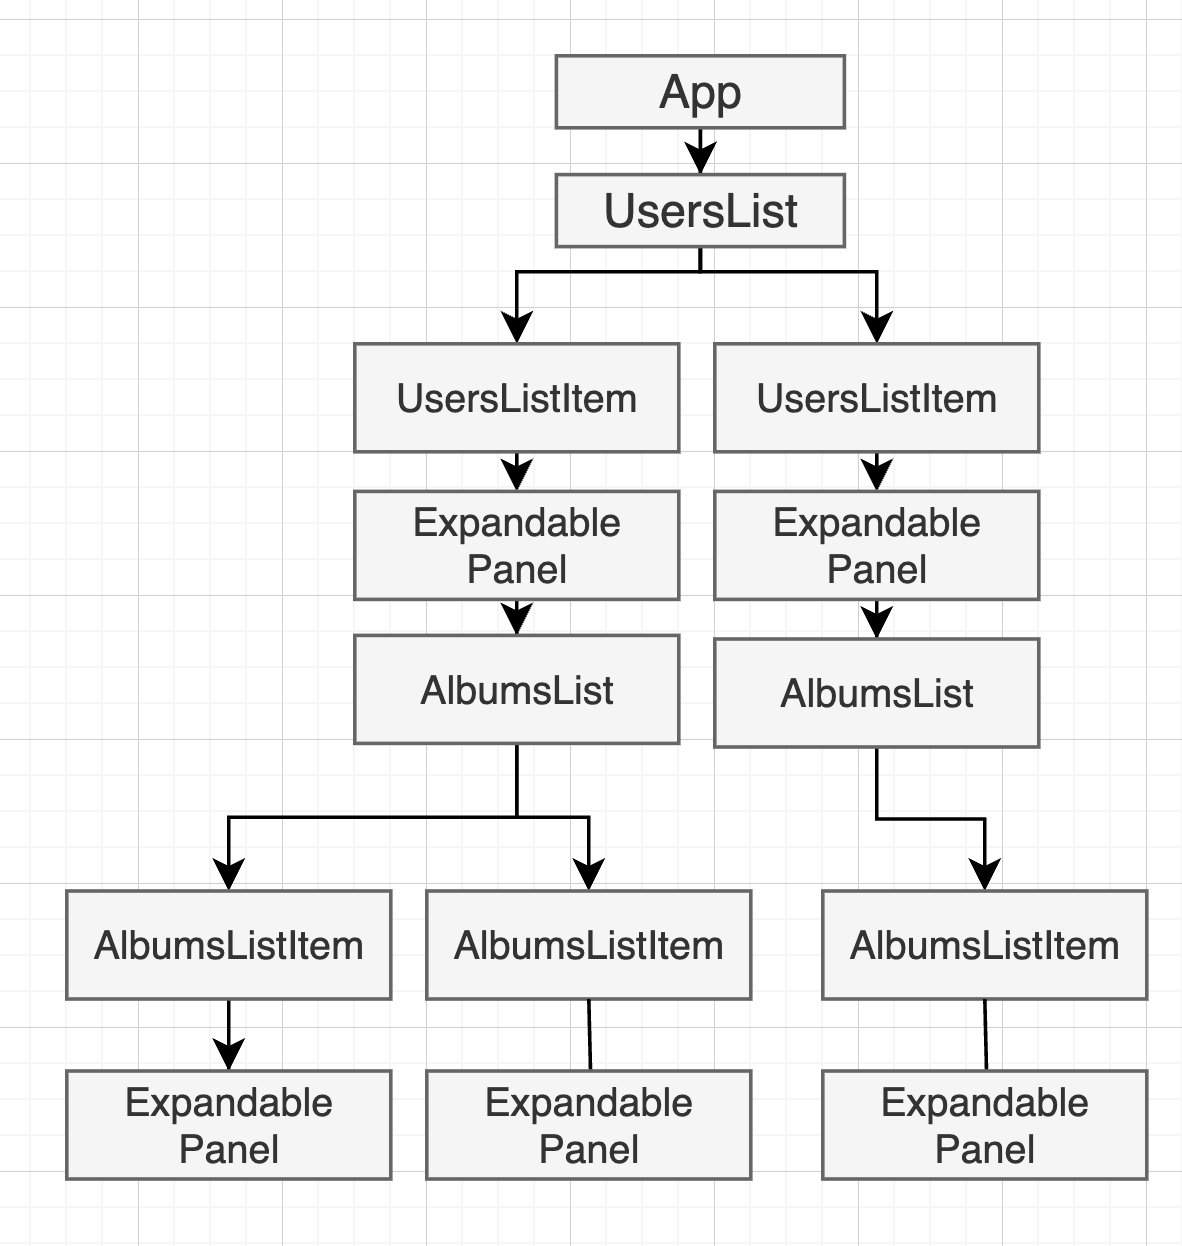 App
UsersList
UsersListItem
UsersListItem
Expandable
Panel
Expandable
Panel
AlbumsList
AlbumsList
AlbumsListItem
AlbumsListItem
AlbumsListItem
Expandable
Panel
Expandable
Panel
Expandable
Panel